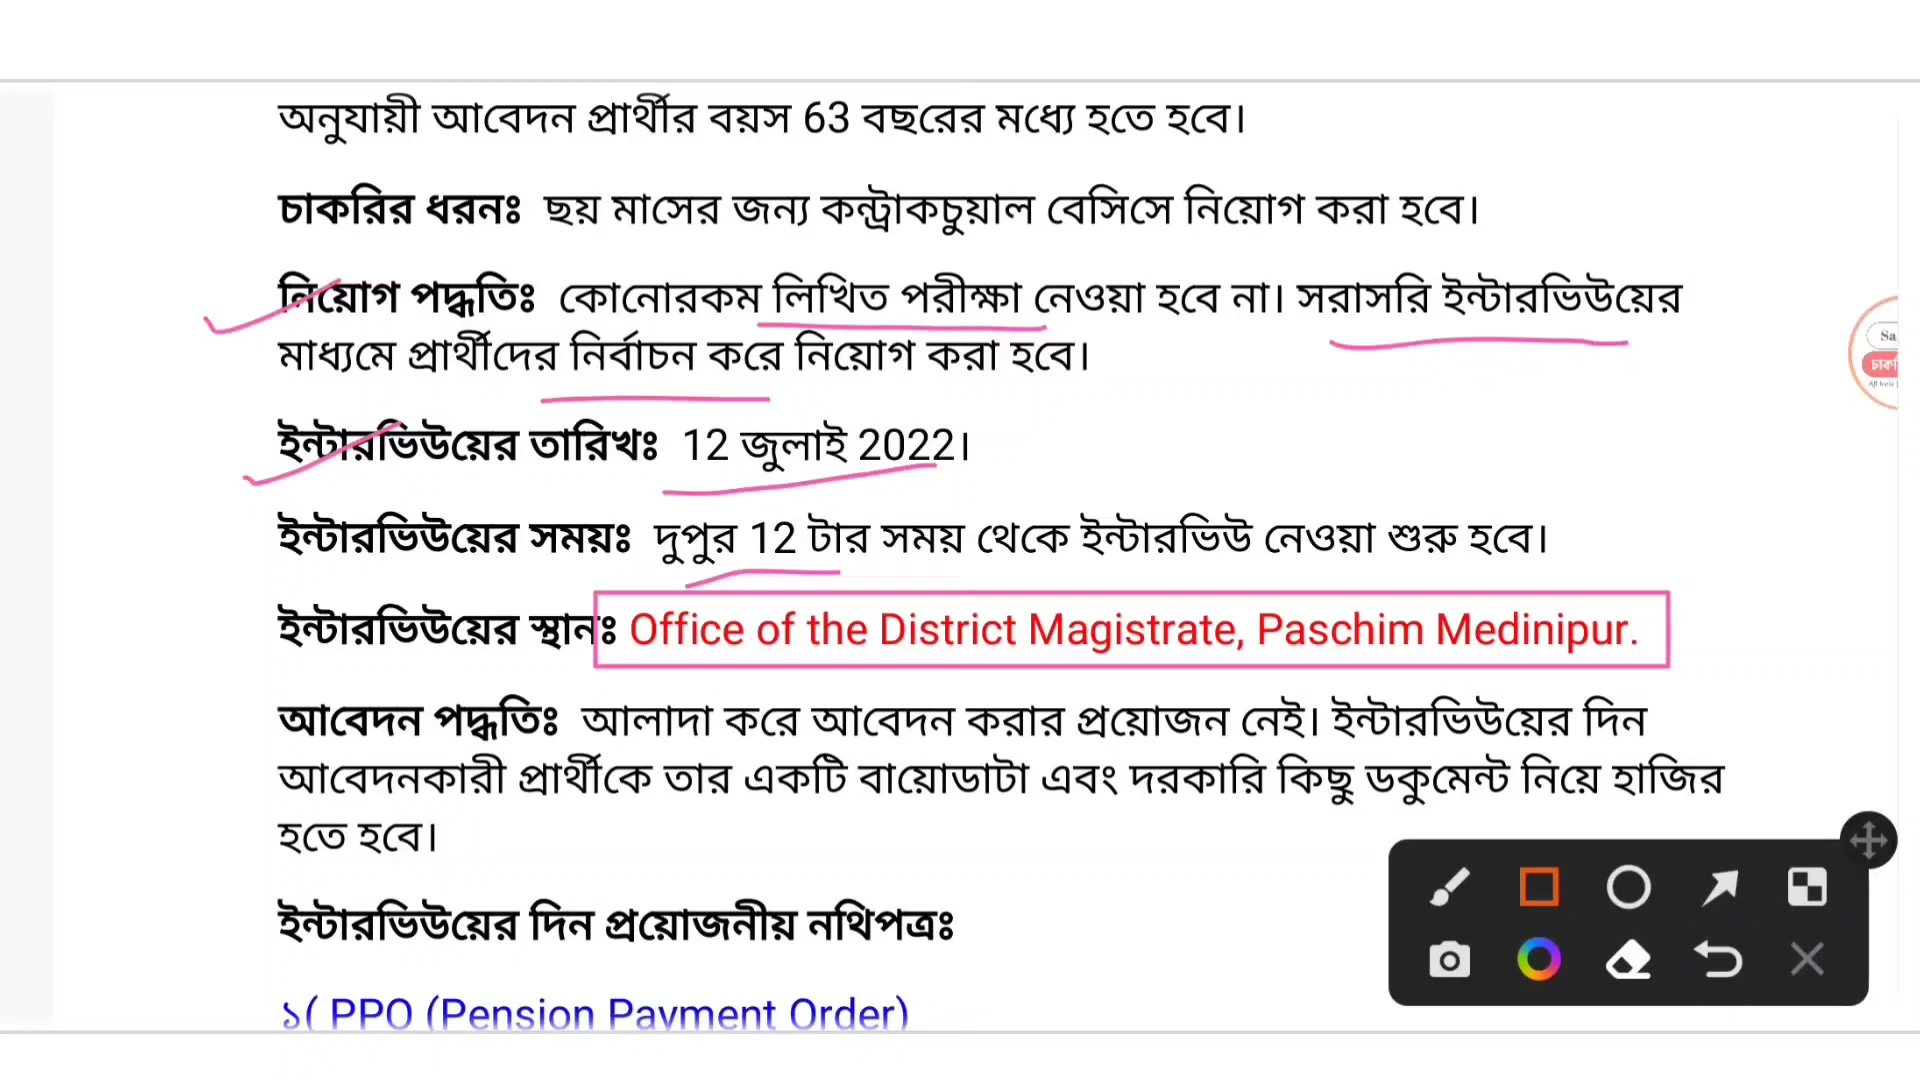 অনুযায়ী আবেদন প্রার্থীর বয়স 63 বছরের মধ্যে হতে হবে।
চাকরির ধরনঃ ছয় মাসের জন্য কন্ট্রাকচুয়াল বেসিসে নিয়োগ করা হবে।
নিয়োগ পদ্ধতিঃ কোনোরকম লিখিত পরীক্ষা নেওয়া হবে না। সরাসরি ইন্টারভিউয়ের
মাধ্যমে প্রার্থীদের নির্বাচন করে নিয়োগ করা হবে।
ইন্টারভিউয়ের তারিখঃ 12 জুলাই 2022।
ইন্টারভিউয়ের সময়ঃ দুপুর 12 টার সময় থেকে ইন্টারভিউ নেওয়া শুরু হবে।
ইন্টারভিউয়ের স্থানঃ Office of the District Magistrate, Paschim Medinipur.
আবেদন পদ্ধতিঃ আলাদা করে আবেদন করার প্রয়োজন নেই। ইন্টারভিউয়ের দিন
আবেদনকারী প্রার্থীকে তার একটি বায়োডাটা এবং দরকারি কিছু ডকুমেন্ট নিয়ে হাজির
হতে হবে।
ইন্টারভিউয়ের দিন প্রয়োজনীয় নথিপত্রঃ
১( PPO (Pension Payment Order)